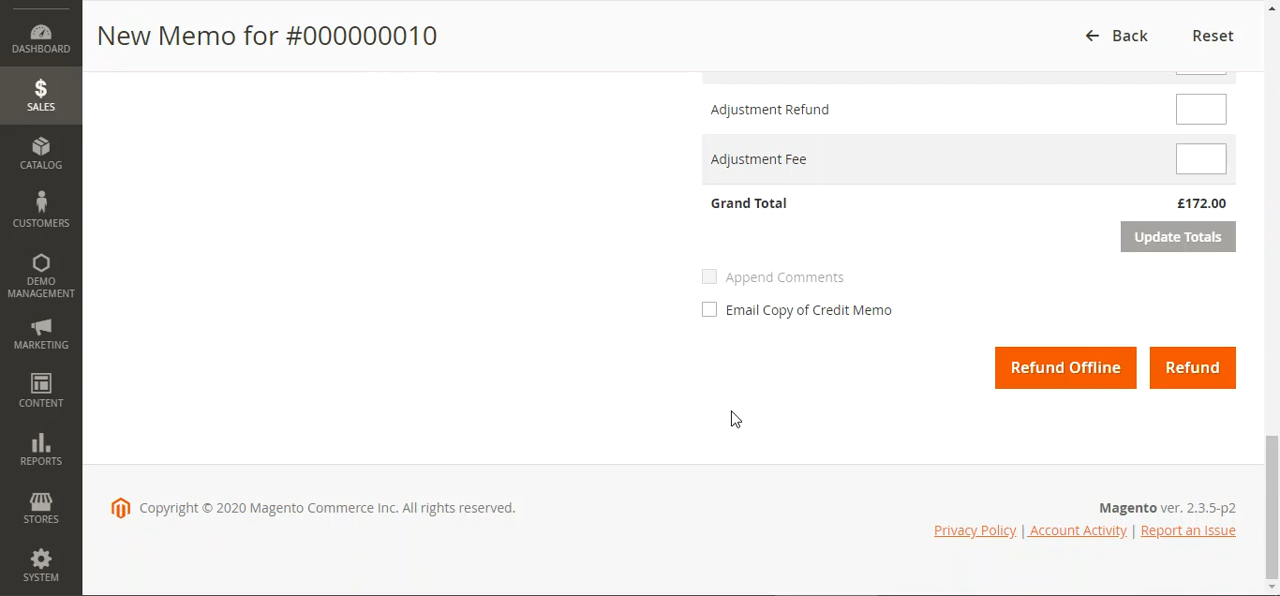 New Memo for #000000010
← Back
Reset
DASHBOARD
$
SALES
CATALOG
CUSTOMERS
DEMO
MANAGEMENT
MARKETING
CONTENT
REPORTS
STORES
SYSTEM
Adjustment Refund
Adjustment Fee
Grand Total £172.00
Update Totals
Append Comments
Email Copy of Credit Memo
Refund Offline
Refund
Copyright © 2020 Magento Commerce Inc. All rights reserved.
Magento ver. 2.3.5-p2
Privacy Policy | Account Activity | Report an Issue